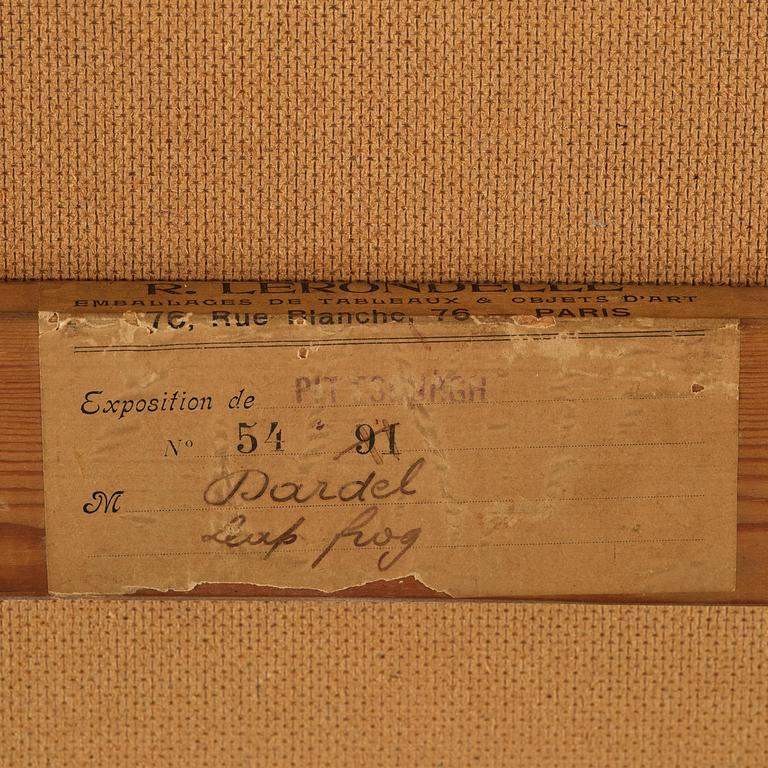 R. LERONDELLE
EMBALLAGES DE TABLEAUX & OBJETS D'ART
76, Rue Blanche, 76 — PARIS
Exposition de PITTSBURGH
No 54 91
M Dardel
Leap frog